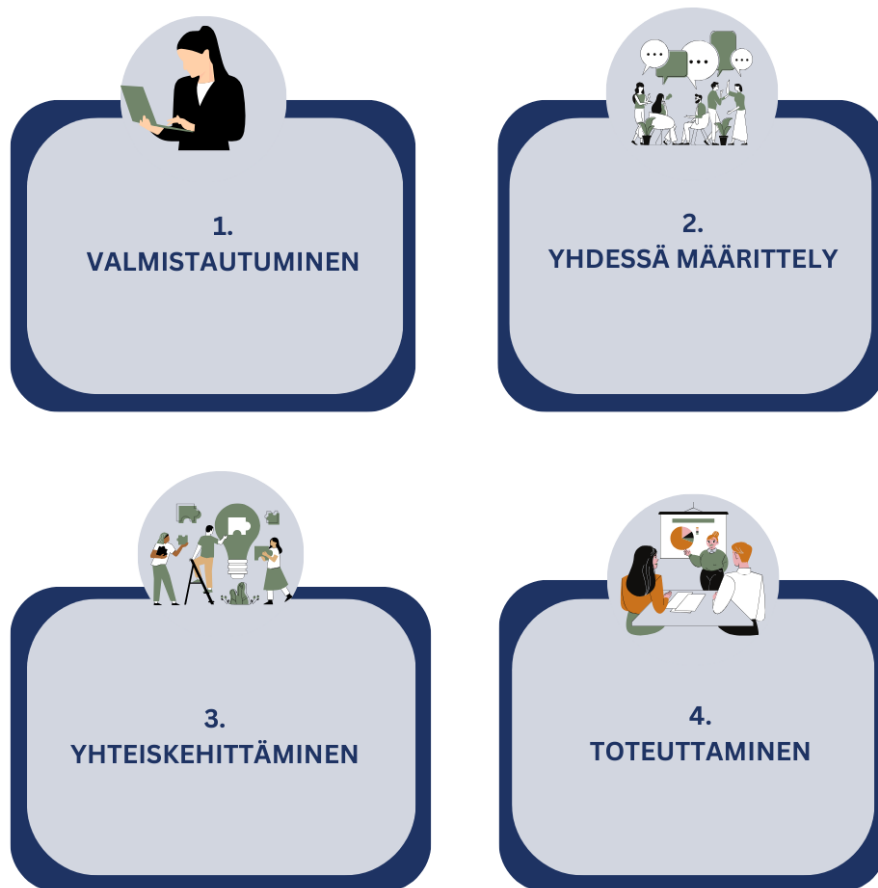 1.
VALMISTAUTUMINEN
2.
YHDESSÄ MÄÄRITTELY
3.
YHTEISKEHITTÄMINEN
4.
TOTEUTTAMINEN